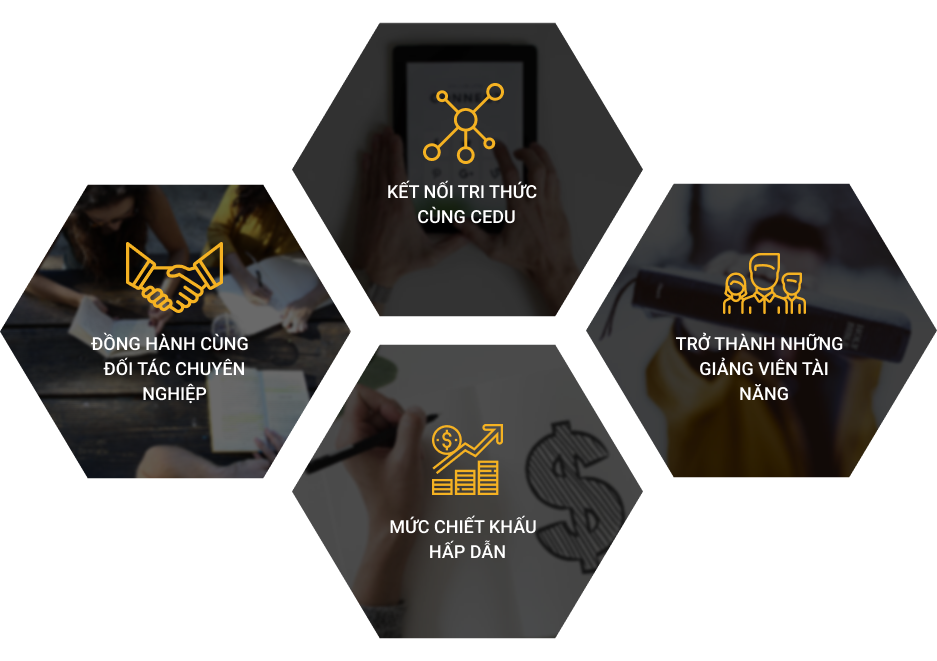 KẾT NỐI TRI THỨC
CÙNG CEDU
ĐỒNG HÀNH CÙNG
ĐỐI TÁC CHUYÊN
NGHIỆP
TRỞ THÀNH NHỮNG
GIẢNG VIÊN TÀI
NĂNG
$
MỨC CHIẾT KHẤU
HẤP DẪN
$